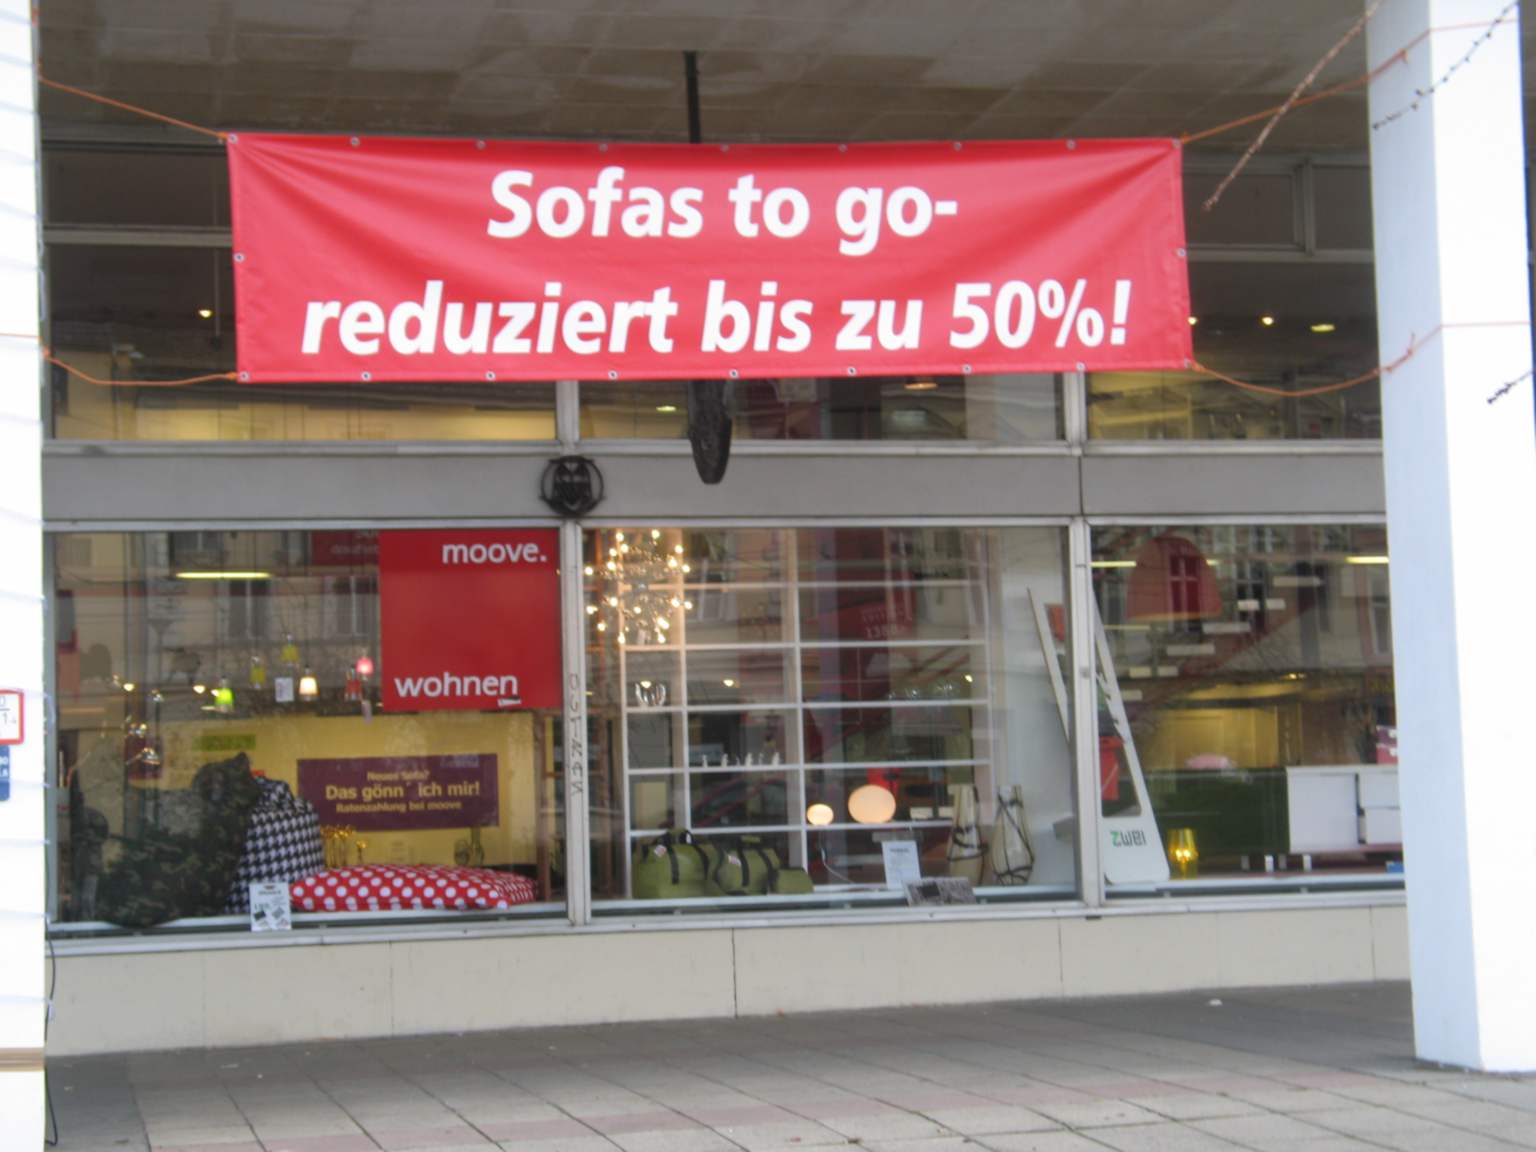 Sofas to go-
reduziert bis zu 50%!
moove.
wohnen
Neues Sofa?
Das gönn´ ich mir!
Ratenzahlung bei moove
zwei